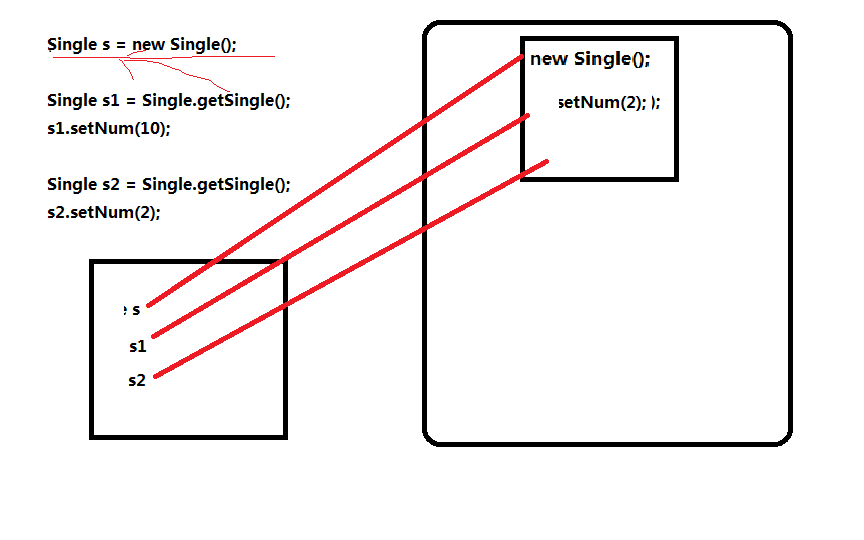 Single s = new Single();
Single s1 = Single.getSingle();
s1.setNum(10);
Single s2 = Single.getSingle();
s2.setNum(2);
s
s1
s2
new Single();
setNum(2); );